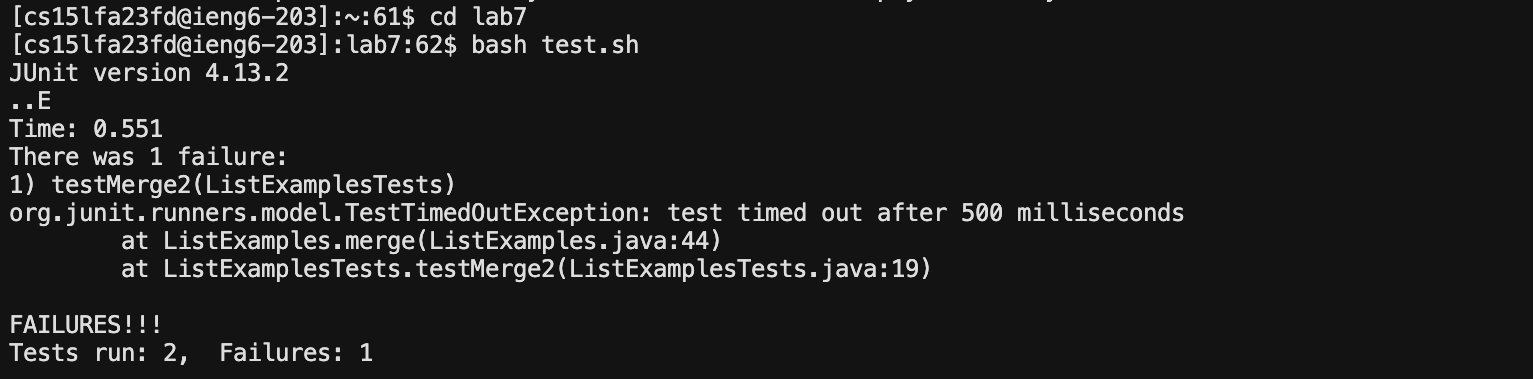 [cs15lfa23fd@ieng6-203]:~:61$ cd lab7
[cs15lfa23fd@ieng6-203]:lab7:62$ bash test.sh
JUnit version 4.13.2
..E
Time: 0.551
There was 1 failure:
1) testMerge2(ListExamplesTests)
org.junit.runners.model.TestTimedOutException: test timed out after 500 milliseconds
        at ListExamples.merge(ListExamples.java:44)
        at ListExamplesTests.testMerge2(ListExamplesTests.java:19)

FAILURES!!!
Tests run: 2,  Failures: 1